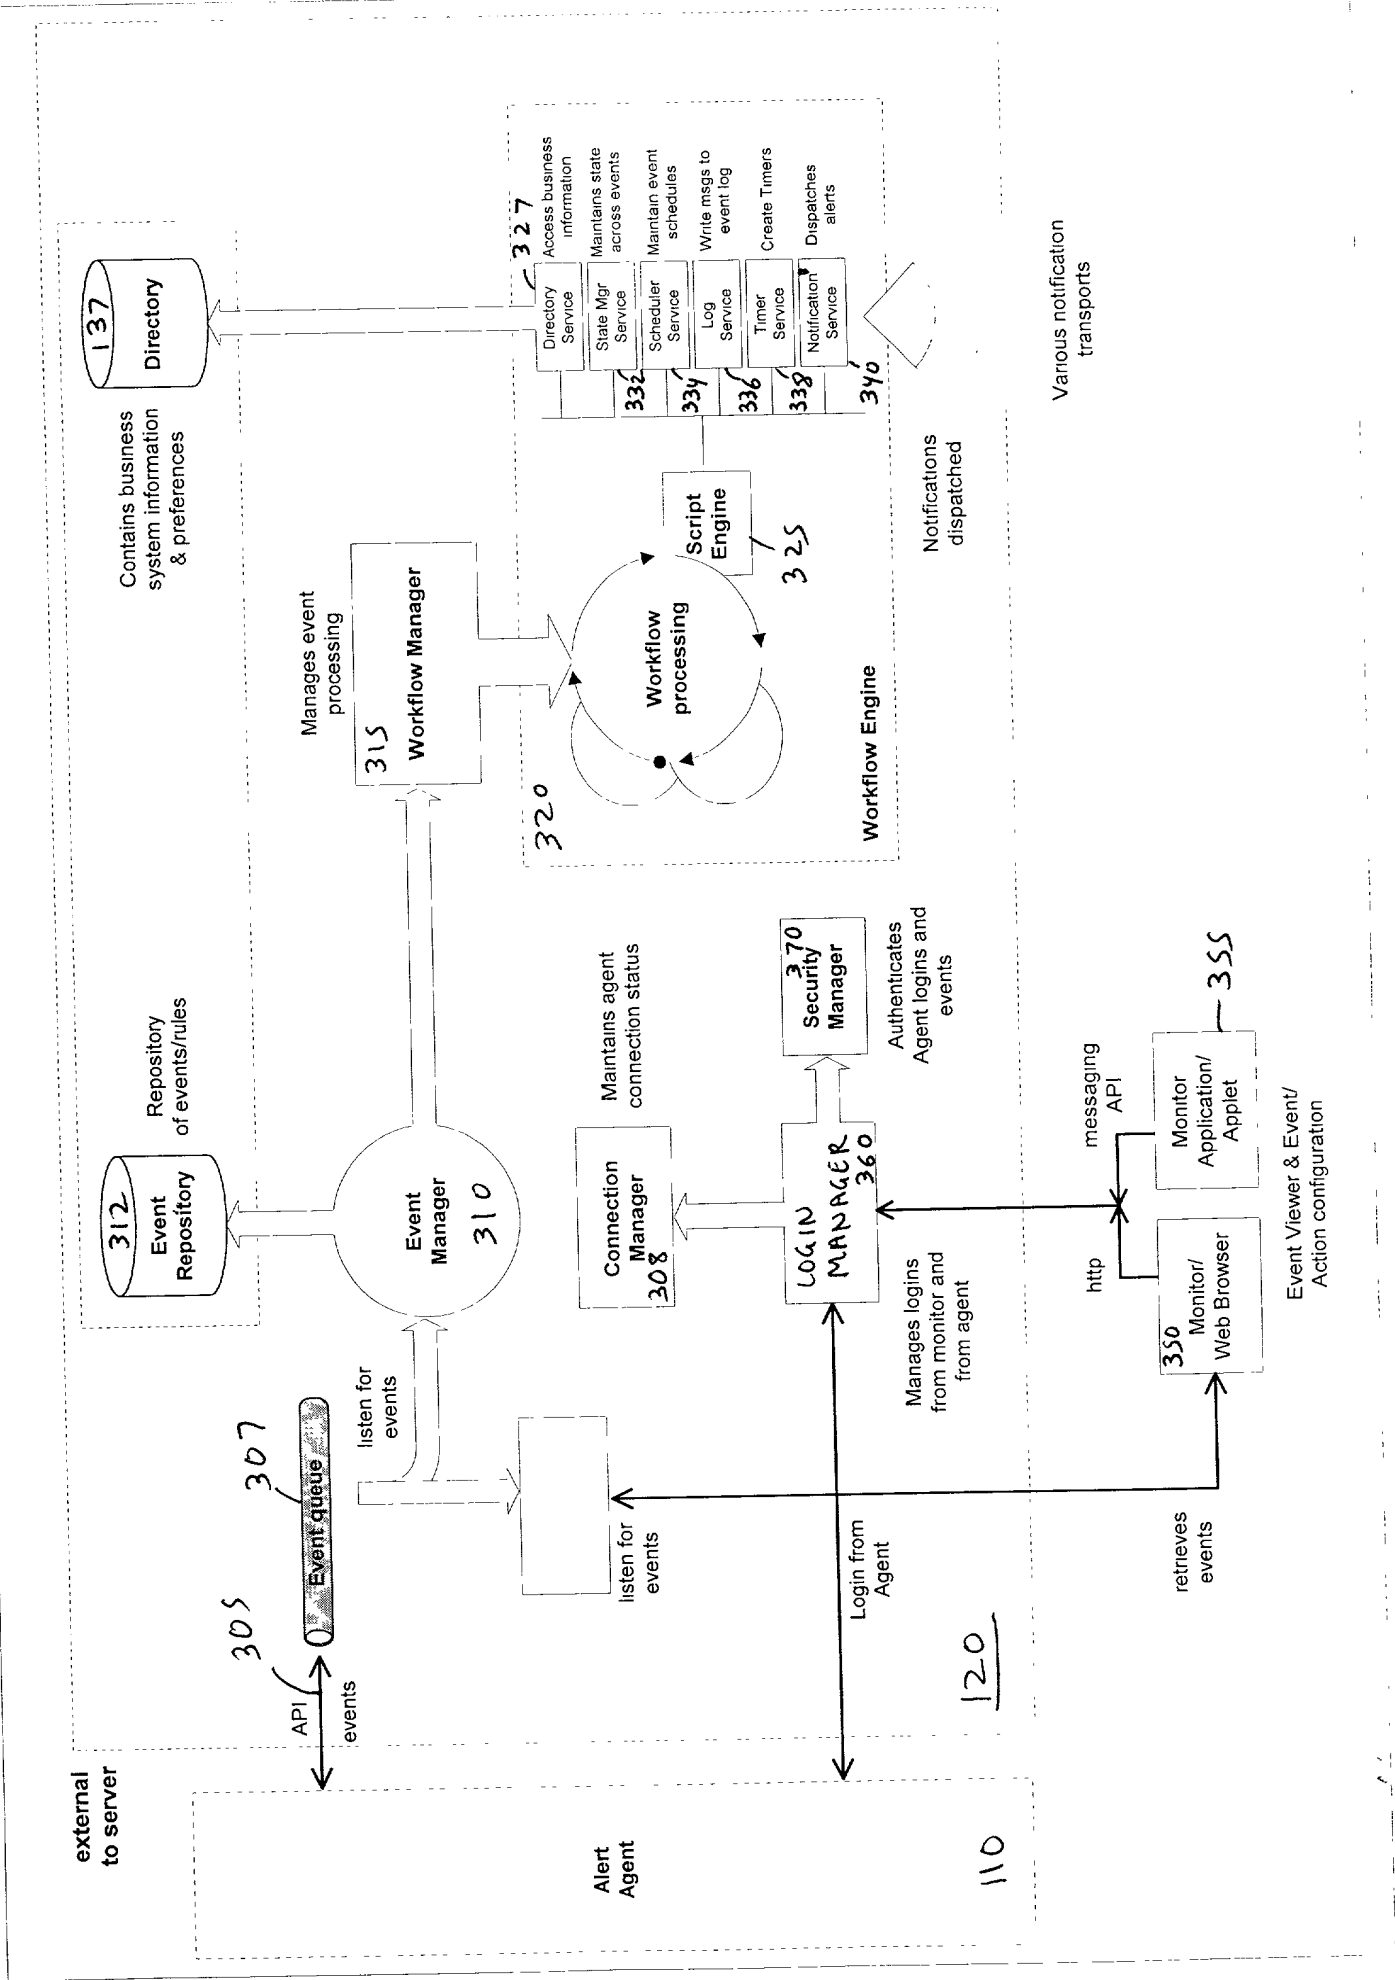 external
to server
Alert
Agent
110
API
305
events
Event queue
307
listen for
events
listen for
events
Login from
Agent
120
retrieves
events
312
Event
Repository
Repository
of events/rules
Event
Manager
310
Connection
Manager
308
Maintains agent
connection status
LOGIN
MANAGER
360
Manages logins
from monitor and
from agent
370
Security
Manager
Authenticates
Agent logins and
events
http
messaging
API
350
Monitor/
Web Browser
Monitor
Application/
Applet
355
Event Viewer & Event/
Action configuration
137
Directory
Contains business
system information
& preferences
Manages event
processing
315
Workflow Manager
320
Workflow
processing
Script
Engine
325
Workflow Engine
Directory
Service
327
Access business
information
State Mgr
Service
332
Maintains state
across events
Scheduler
Service
334
Maintain event
schedules
Log
Service
336
Write msgs to
event log
Timer
Service
338
Create Timers
Notification
Service
340
Dispatches
alerts
Notifications
dispatched
Various notification
transports